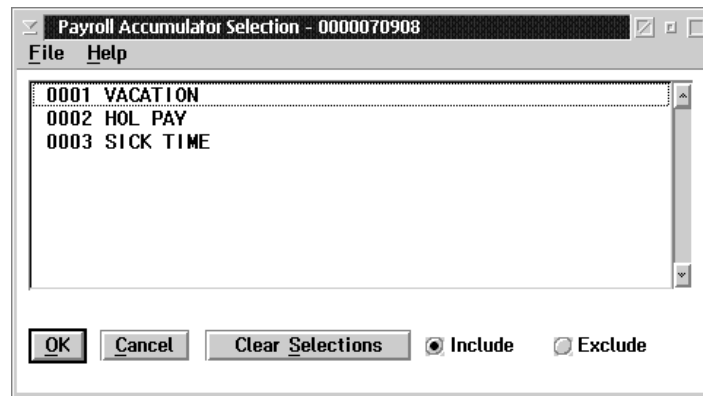 Payroll Accumulator Selection - 0000070908
File Help
0001 VACATION
0002 HOL PAY
0003 SICK TIME
OK Cancel Clear Selections Include Exclude